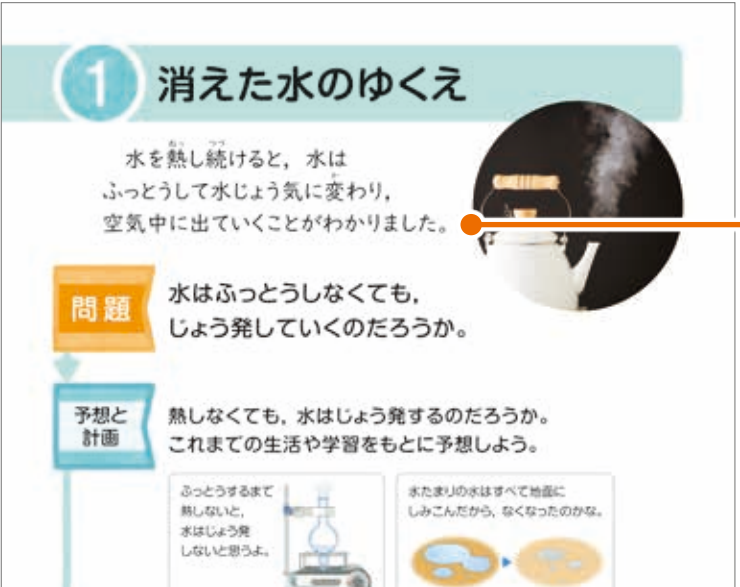 1 消えた水のゆくえ
水を熱し続けると，水は
ふっとうして水じょう気に変わり，
空気中に出ていくことがわかりました。
問題
水はふっとうしなくても，
じょう発していくのだろうか。
予想と
計画
熱しなくても，水はじょう発するのだろうか。
これまでの生活や学習をもとに予想しよう。
ふっとうするまで
熱しないと，
水はじょう発
しないと思うよ。
水たまりの水はすべて地面に
しみこんだから，なくなったのかな。